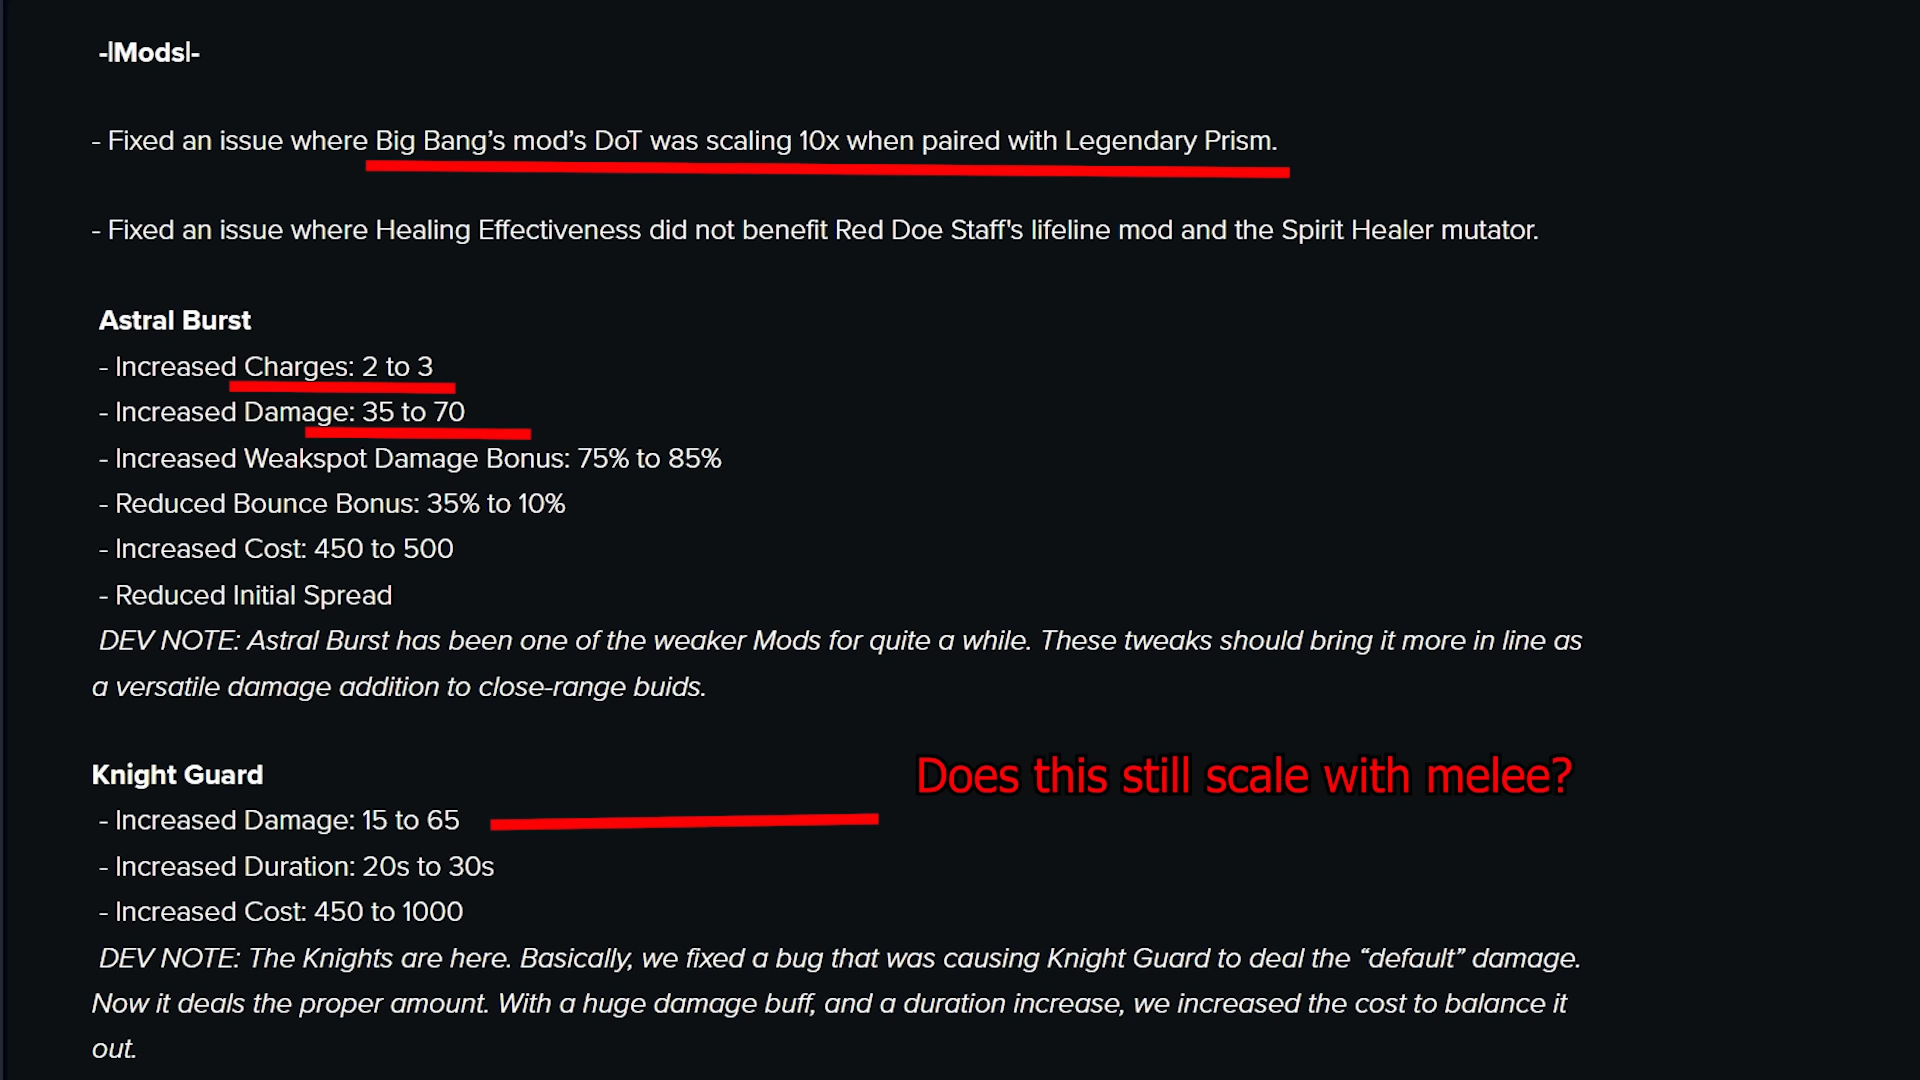 -|Mods|-
- Fixed an issue where Big Bang’s mod’s DoT was scaling 10x when paired with Legendary Prism.
- Fixed an issue where Healing Effectiveness did not benefit Red Doe Staff's lifeline mod and the Spirit Healer mutator.
Astral Burst
- Increased Charges: 2 to 3
- Increased Damage: 35 to 70
- Increased Weakspot Damage Bonus: 75% to 85%
- Reduced Bounce Bonus: 35% to 10%
- Increased Cost: 450 to 500
- Reduced Initial Spread
DEV NOTE: Astral Burst has been one of the weaker Mods for quite a while. These tweaks should bring it more in line as
a versatile damage addition to close-range buids.
Knight Guard
Does this still scale with melee?
- Increased Damage: 15 to 65
- Increased Duration: 20s to 30s
- Increased Cost: 450 to 1000
DEV NOTE: The Knights are here. Basically, we fixed a bug that was causing Knight Guard to deal the “default” damage.
Now it deals the proper amount. With a huge damage buff, and a duration increase, we increased the cost to balance it
out.